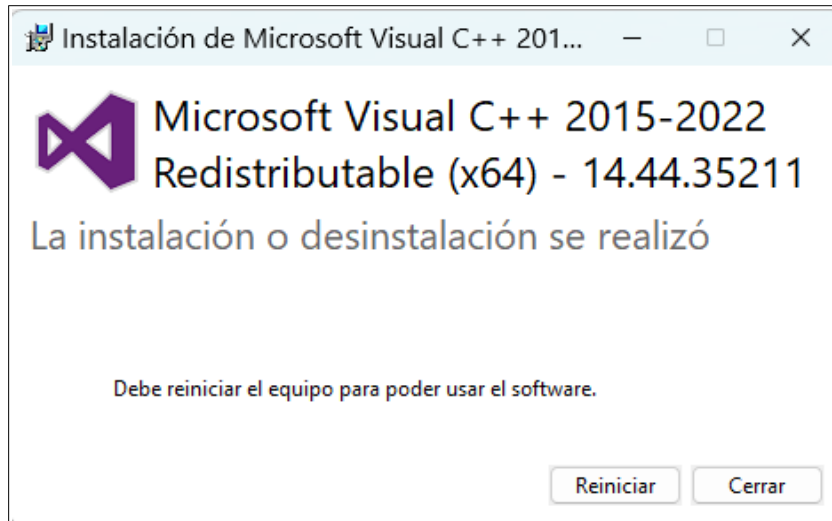 Instalación de Microsoft Visual C++ 201...
Microsoft Visual C++ 2015-2022
Redistributable (x64) - 14.44.35211
La instalación o desinstalación se realizó
Debe reiniciar el equipo para poder usar el software.
Reiniciar
Cerrar